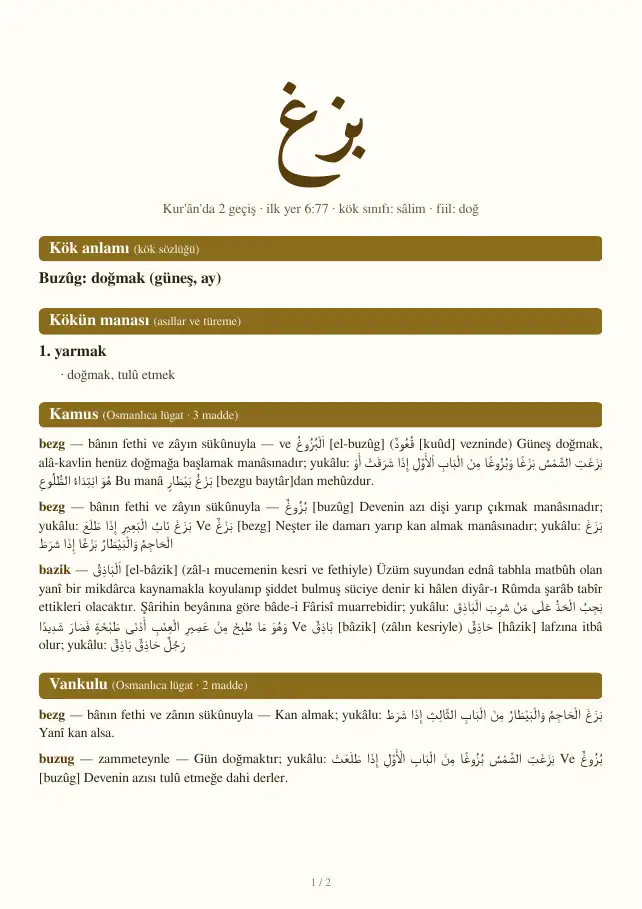 بزغ
Kur'ân'da 2 geçiş · ilk yer 6:77 · kök sınıfı: sâlim · fiil: doğ
Kök anlamı (kök sözlüğü)
Buzûg: doğmak (güneş, ay)
Kökün manası (asıllar ve türeme)
1. yarmak
· doğmak, tulû etmek
Kamus (Osmanlıca lügat · 3 madde)
bezg — bânın fethi ve zâyın sükûnuyla — ve اَلْبُزُوغُ [el-buzûg] (قُعُودٌ [kuûd] vezninde) Güneş doğmak,
alâ-kavlin henüz doğmağa başlamak manâsınadır; yukâlu: بَزَغَتِ الشَّمْسُ بَزْغًا وَبُزُوغًا مِنَ الْبَابِ الْأَوَّلِ إِذَا شَرَقَتْ أَوْ
هُوَ ابْتِدَاءُ الطُّلُوعِ Bu manâ بَزْغُ بَيْطَارٍ [bezgu baytâr]dan mehûzdur.
bezg — bânın fethi ve zâyın sükûnuyla — بُزُوغٌ [buzûg] Devenin azı dişi yarıp çıkmak manâsınadır;
yukâlu: بَزَغَ نَابُ الْبَعِيرِ إِذَا طَلَعَ Ve بَزْغٌ [bezg] Neşter ile damarı yarıp kan almak manâsınadır; yukâlu: بَزَغَ
الْحَاجِمُ وَالْبَيْطَارُ بَزْغًا إِذَا شَرَطَ
bazik — اَلْبَاذِقُ [el-bâzik] (zâl-ı mucemenin kesri ve fethiyle) Üzüm suyundan ednâ tabhla matbûh olan
yanî bir mikdârca kaynamakla koyulanıp şiddet bulmuş süciye denir ki hâlen diyâr-ı Rûmda şarâb tabîr
ettikleri olacaktır. Şârihin beyânına göre bâde-i Fârisî muarrebidir; yukâlu: يَجِبُ الْحَدُّ عَلَى مَنْ شَرِبَ الْبَاذِقَ
وَهُوَ مَا طُبِخَ مِنْ عَصِيرِ الْعِنَبِ أَدْنَى طَبْخَةٍ فَصَارَ شَدِيدًا Ve بَاذِقٌ [bâzik] (zâlın kesriyle) حَاذِقٌ [hâzik] lafzına itbâ
olur; yukâlu: رَجُلٌ حَاذِقٌ بَاذِقٌ
Vankulu (Osmanlıca lügat · 2 madde)
bezg — bânın fethi ve zânın sükûnuyla — Kan almak; yukâlu: بَزَغَ الْحَاجِمُ وَالْبَيْطَارُ مِنَ الْبَابِ الثَّالِثِ إِذَا شَرَطَ
Yanî kan alsa.
buzug — zammeteynle — Gün doğmaktır; yukâlu: بَزَغَتِ الشَّمْسُ بُزُوغًا مِنَ الْبَابِ الْأَوَّلِ إِذَا طَلَعَتْ Ve بُزُوغٌ
[buzûg] Devenin azısı tulû etmeğe dahi derler.
1 / 2